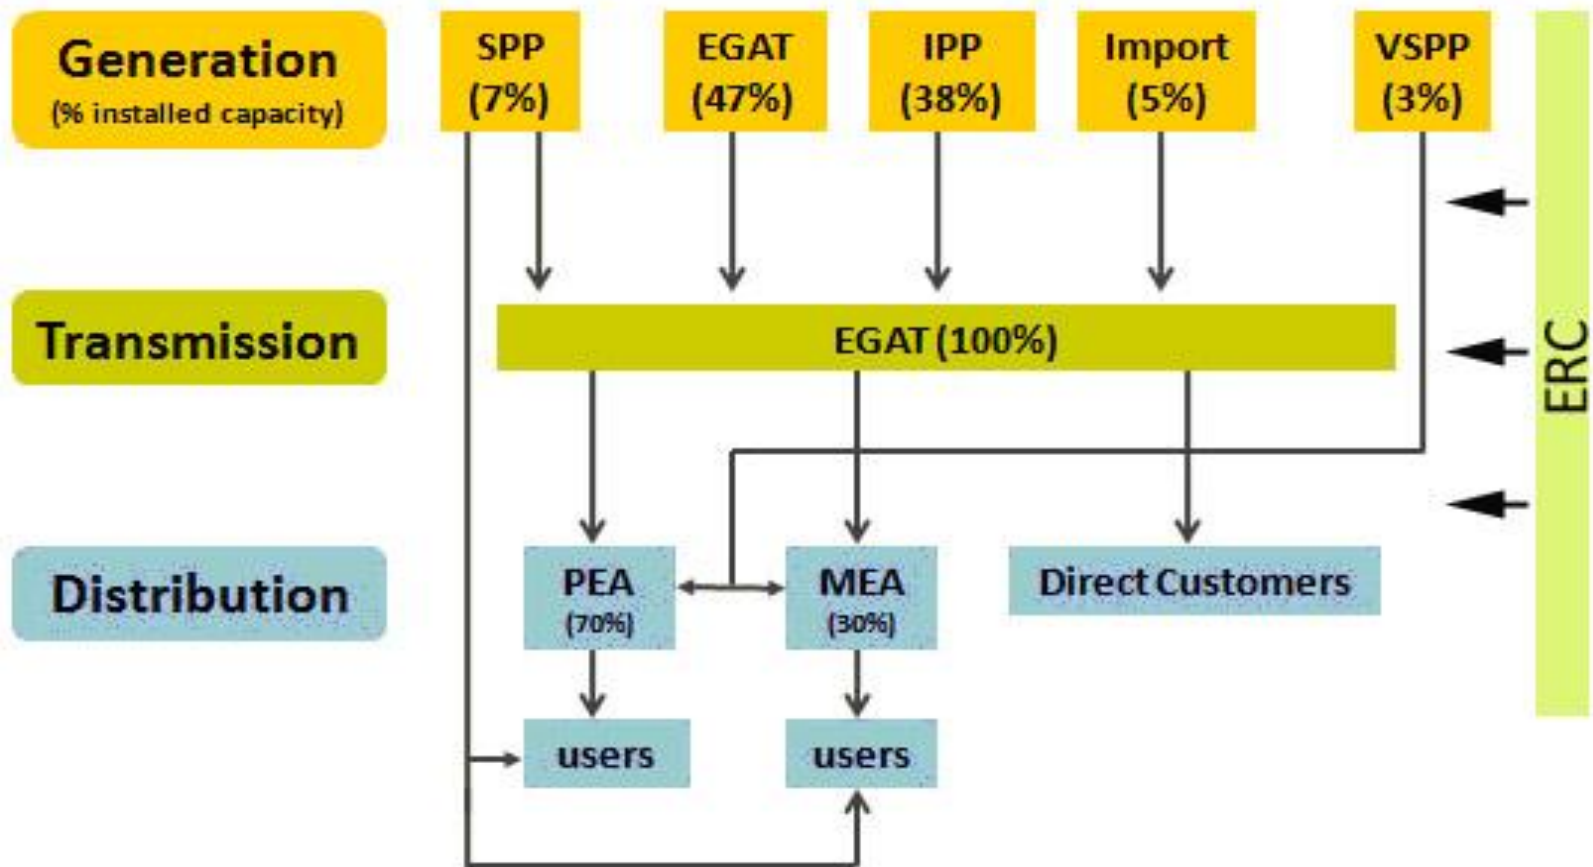 Generation
(% installed capacity)
SPP
(7%)
EGAT
(47%)
IPP
(38%)
Import
(5%)
VSPP
(3%)
Transmission
EGAT (100%)
ERC
Distribution
PEA
(70%)
MEA
(30%)
Direct Customers
users
users